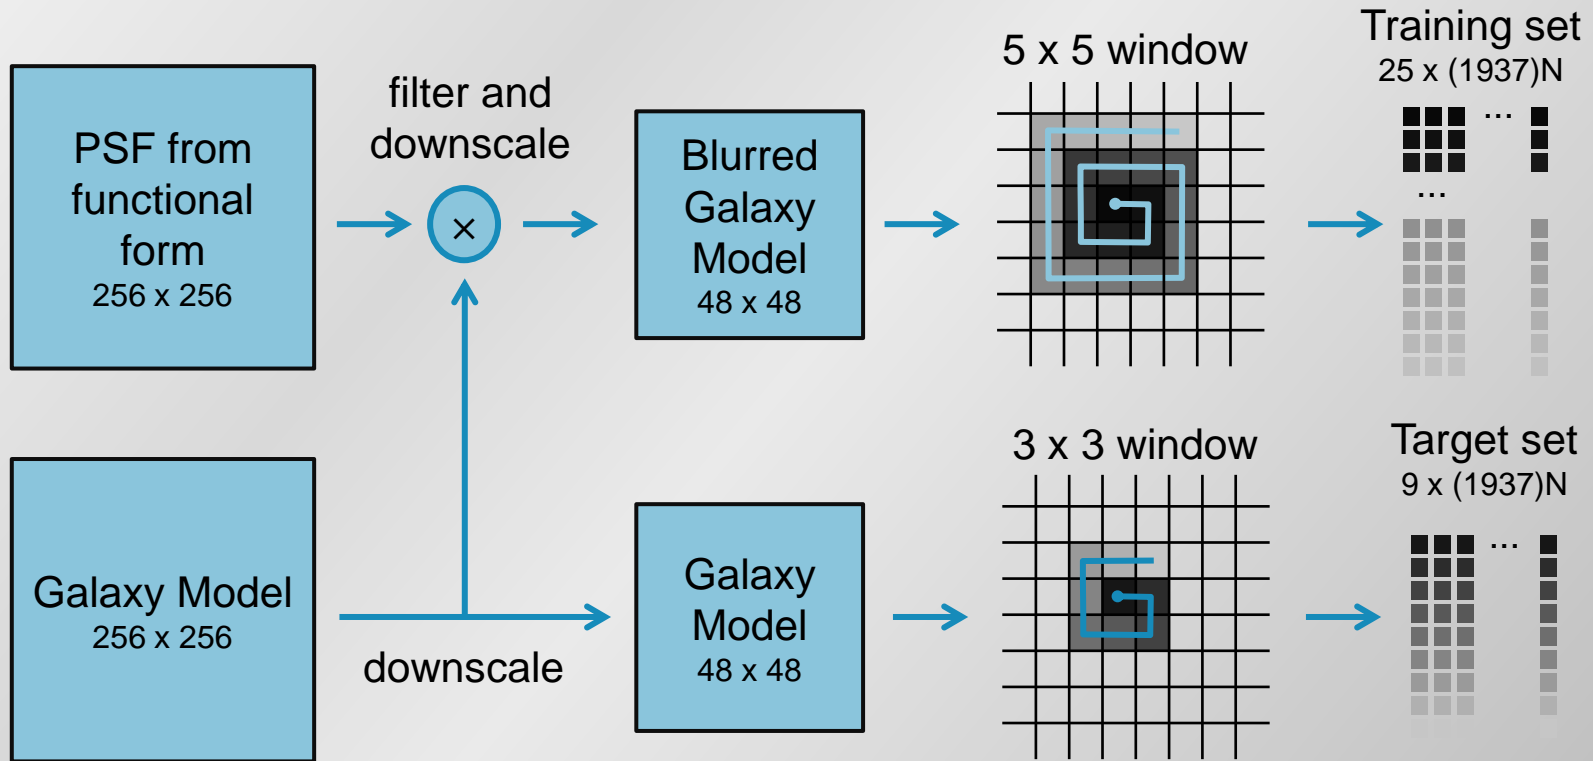 PSF from
functional
form
256 x 256
filter and
downscale
×
Blurred
Galaxy
Model
48 x 48
5 x 5 window
Training set
25 x (1937)N
...
...
Galaxy Model
256 x 256
downscale
Galaxy
Model
48 x 48
3 x 3 window
Target set
9 x (1937)N
...